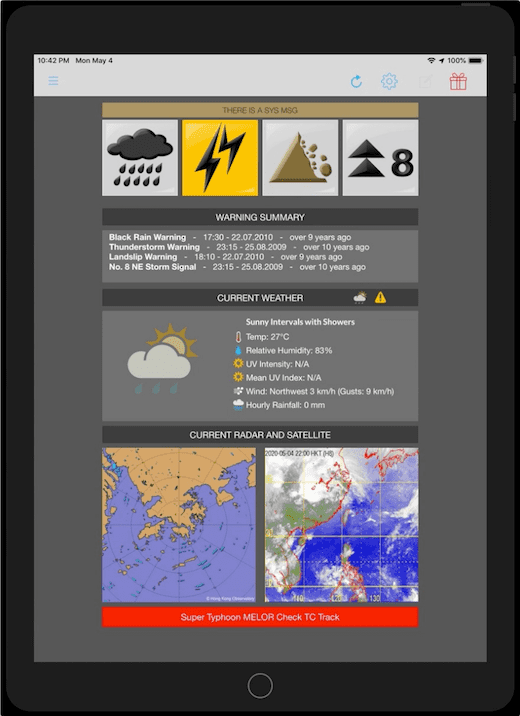 10:42 PM Mon May 4 100%
THERE IS A SYS MSG
8
WARNING SUMMARY
Black Rain Warning - 17:30 - 22.07.2010 - over 9 years ago
Thunderstorm Warning - 23:15 - 25.08.2009 - over 10 years ago
Landslip Warning - 18:10 - 22.07.2010 - over 9 years ago
No. 8 NE Storm Signal - 23:15 - 25.08.2009 - over 10 years ago
CURRENT WEATHER
Sunny Intervals with Showers
Temp: 27°C
Relative Humidity: 83%
UV Intensity: N/A
Mean UV Index: N/A
Wind: Northwest 3 km/h (Gusts: 9 km/h)
Hourly Rainfall: 0 mm
CURRENT RADAR AND SATELLITE
2020-05-04 22:00 HKT (H8)
© Hong Kong Observatory
110 120 130
Super Typhoon MELOR Check TC Track